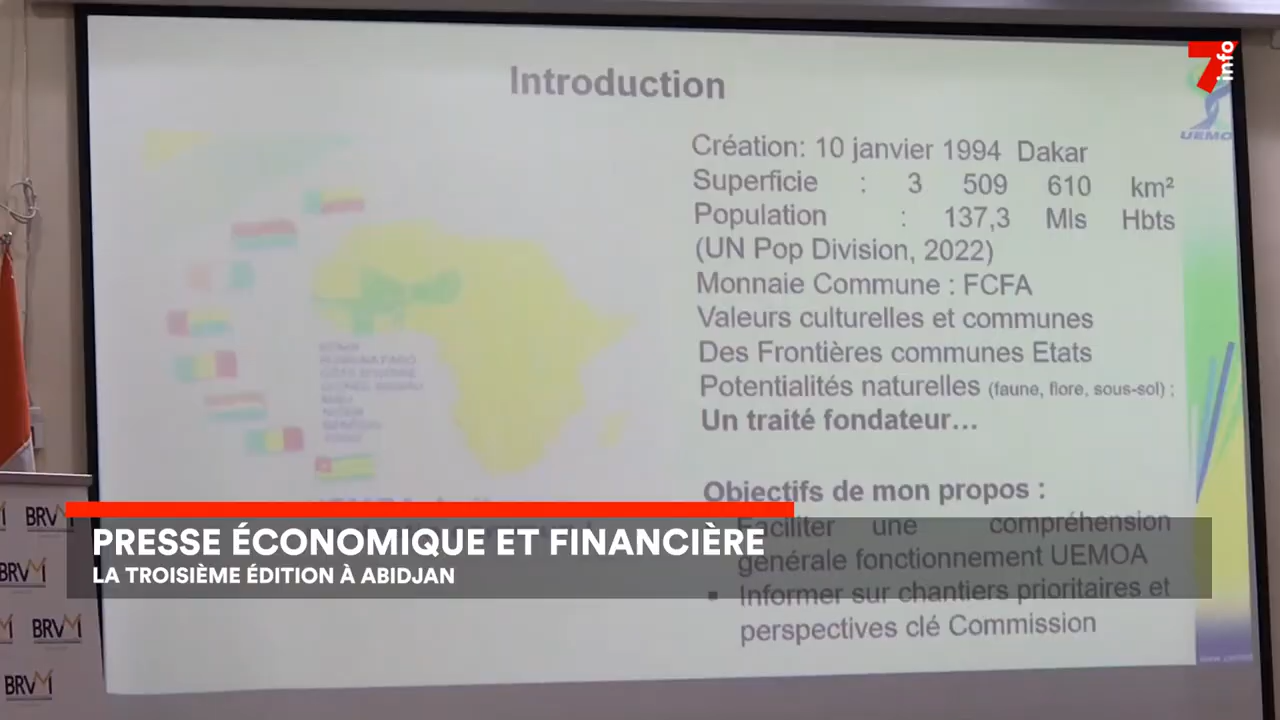 Introduction
7 info
UEMO
Création: 10 janvier 1994 Dakar
Superficie : 3 509 610 km²
Population : 137,3 Mls Hbts
(UN Pop Division, 2022)
Monnaie Commune : FCFA
Valeurs culturelles et communes
Des Frontières communes Etats
Potentialités naturelles (faune, flore, sous-sol) ;
Un traité fondateur…
Objectifs de mon propos :
Faciliter une compréhension
générale fonctionnement UEMOA
▪ Informer sur chantiers prioritaires et
perspectives clé Commission
PRESSE ÉCONOMIQUE ET FINANCIÈRE
LA TROISIÈME ÉDITION À ABIDJAN
BRVM
BRVM
BRVM
BRVM